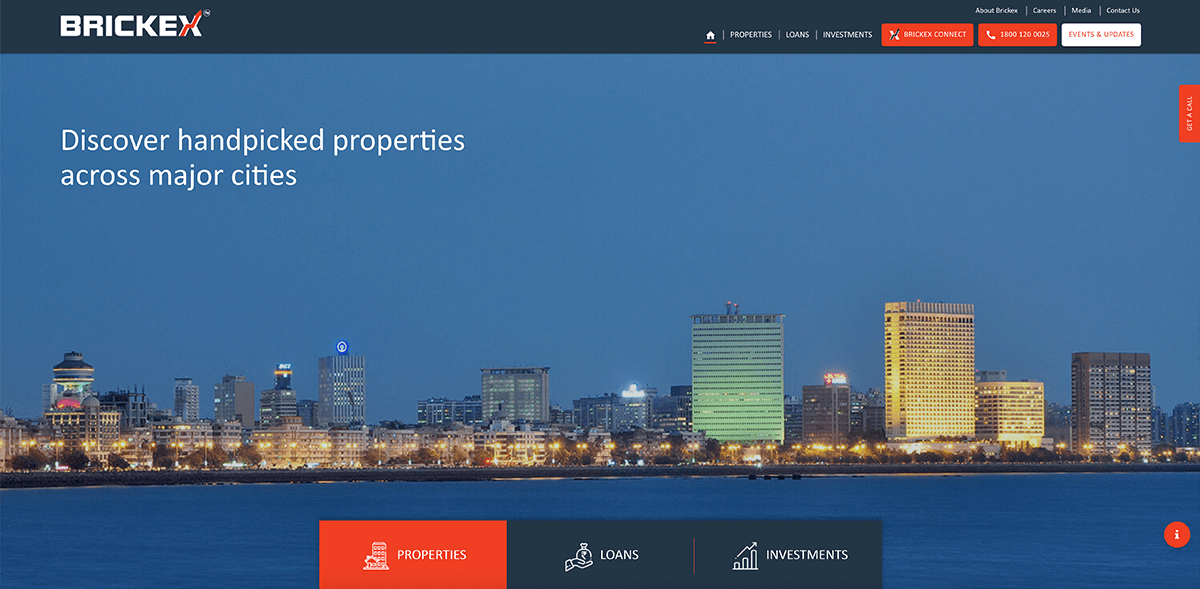 BRICKEX
TM
About Brickex | Careers | Media | Contact Us
PROPERTIES | LOANS | INVESTMENTS
BRICKEX CONNECT
1800 120 0025
EVENTS & UPDATES
GET A CALL
Discover handpicked properties
across major cities
PROPERTIES
LOANS
INVESTMENTS
i